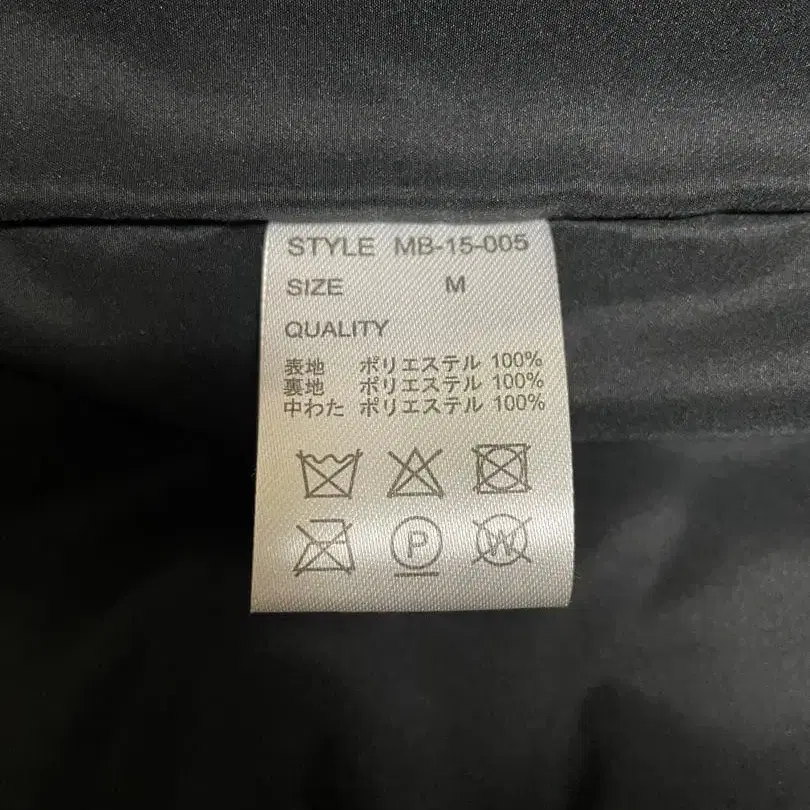 STYLE MB-15-005
SIZE M
QUALITY
表地 ポリエステル 100%
裏地 ポリエステル 100%
中わた ポリエステル 100%
P W